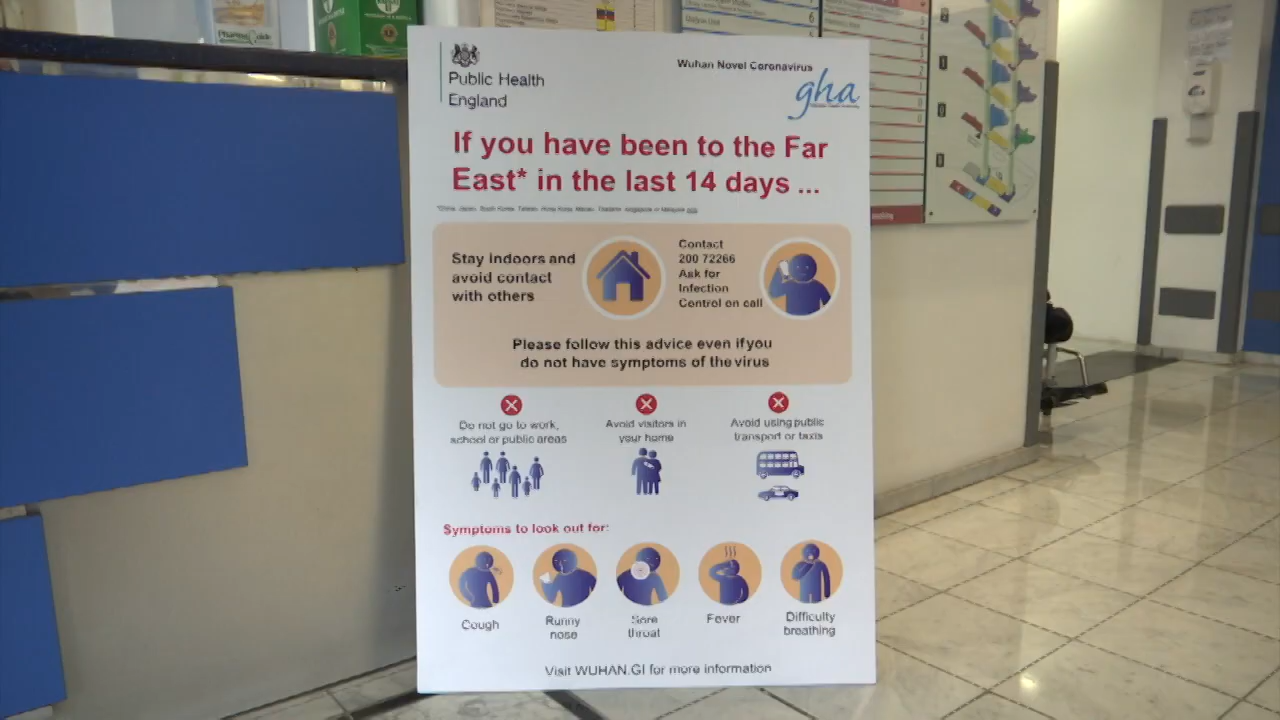 Public Health
England
Wuhan Novel Coronavirus
gha
If you have been to the Far
East* in the last 14 days ...
Stay indoors and
avoid contact
with others
Contact
200 72266
Ask for
Infection
Control on call
Please follow this advice even if you
do not have symptoms of the virus
Do not go to work,
school or public areas
Avoid visitors in
your home
Avoid using public
transport or taxis
Symptoms to look out for:
Cough
Runny
nose
Sore
throat
Fever
Difficulty
breathing
Visit WUHAN.GI for more information